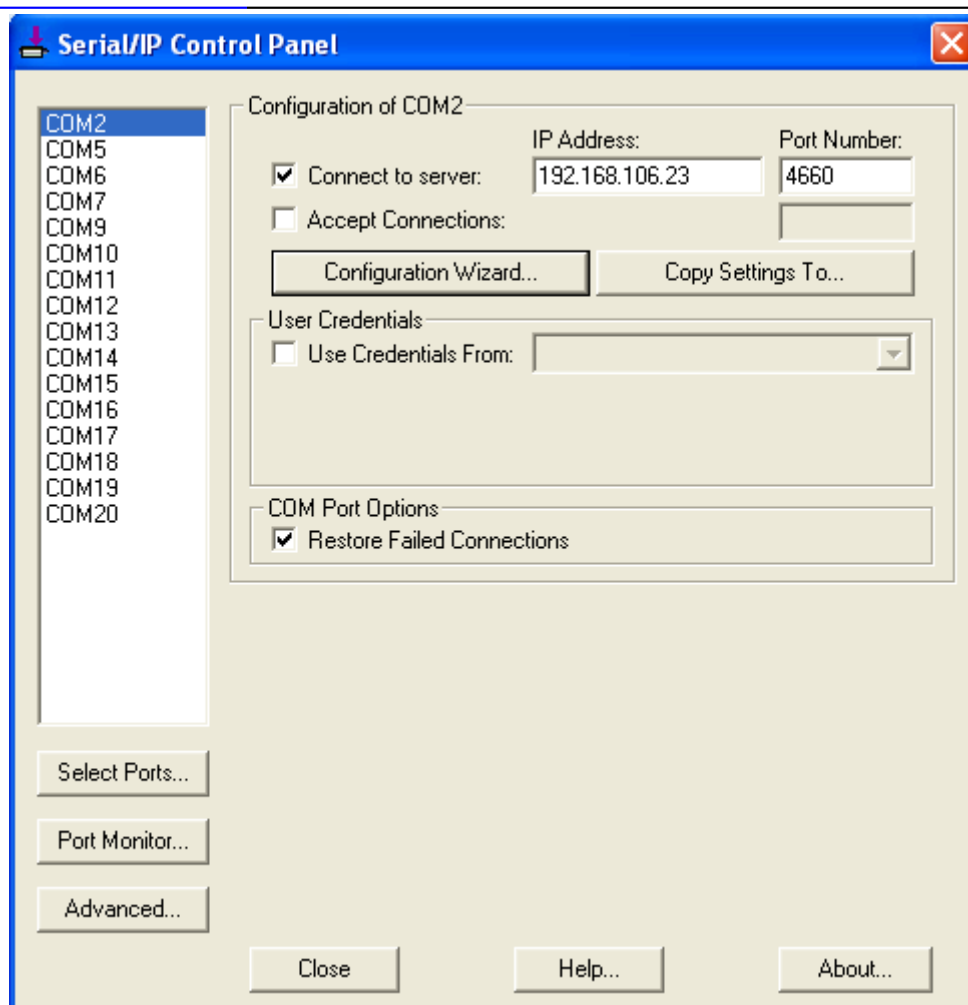 Serial/IP Control Panel
COM2
COM5
COM6
COM7
COM9
COM10
COM11
COM12
COM13
COM14
COM15
COM16
COM17
COM18
COM19
COM20
Select Ports...
Port Monitor...
Advanced...
Configuration of COM2
IP Address: Port Number:
Connect to server: 192.168.106.23 4660
Accept Connections:
Configuration Wizard... Copy Settings To...
User Credentials
Use Credentials From:
COM Port Options
Restore Failed Connections
Close Help... About...